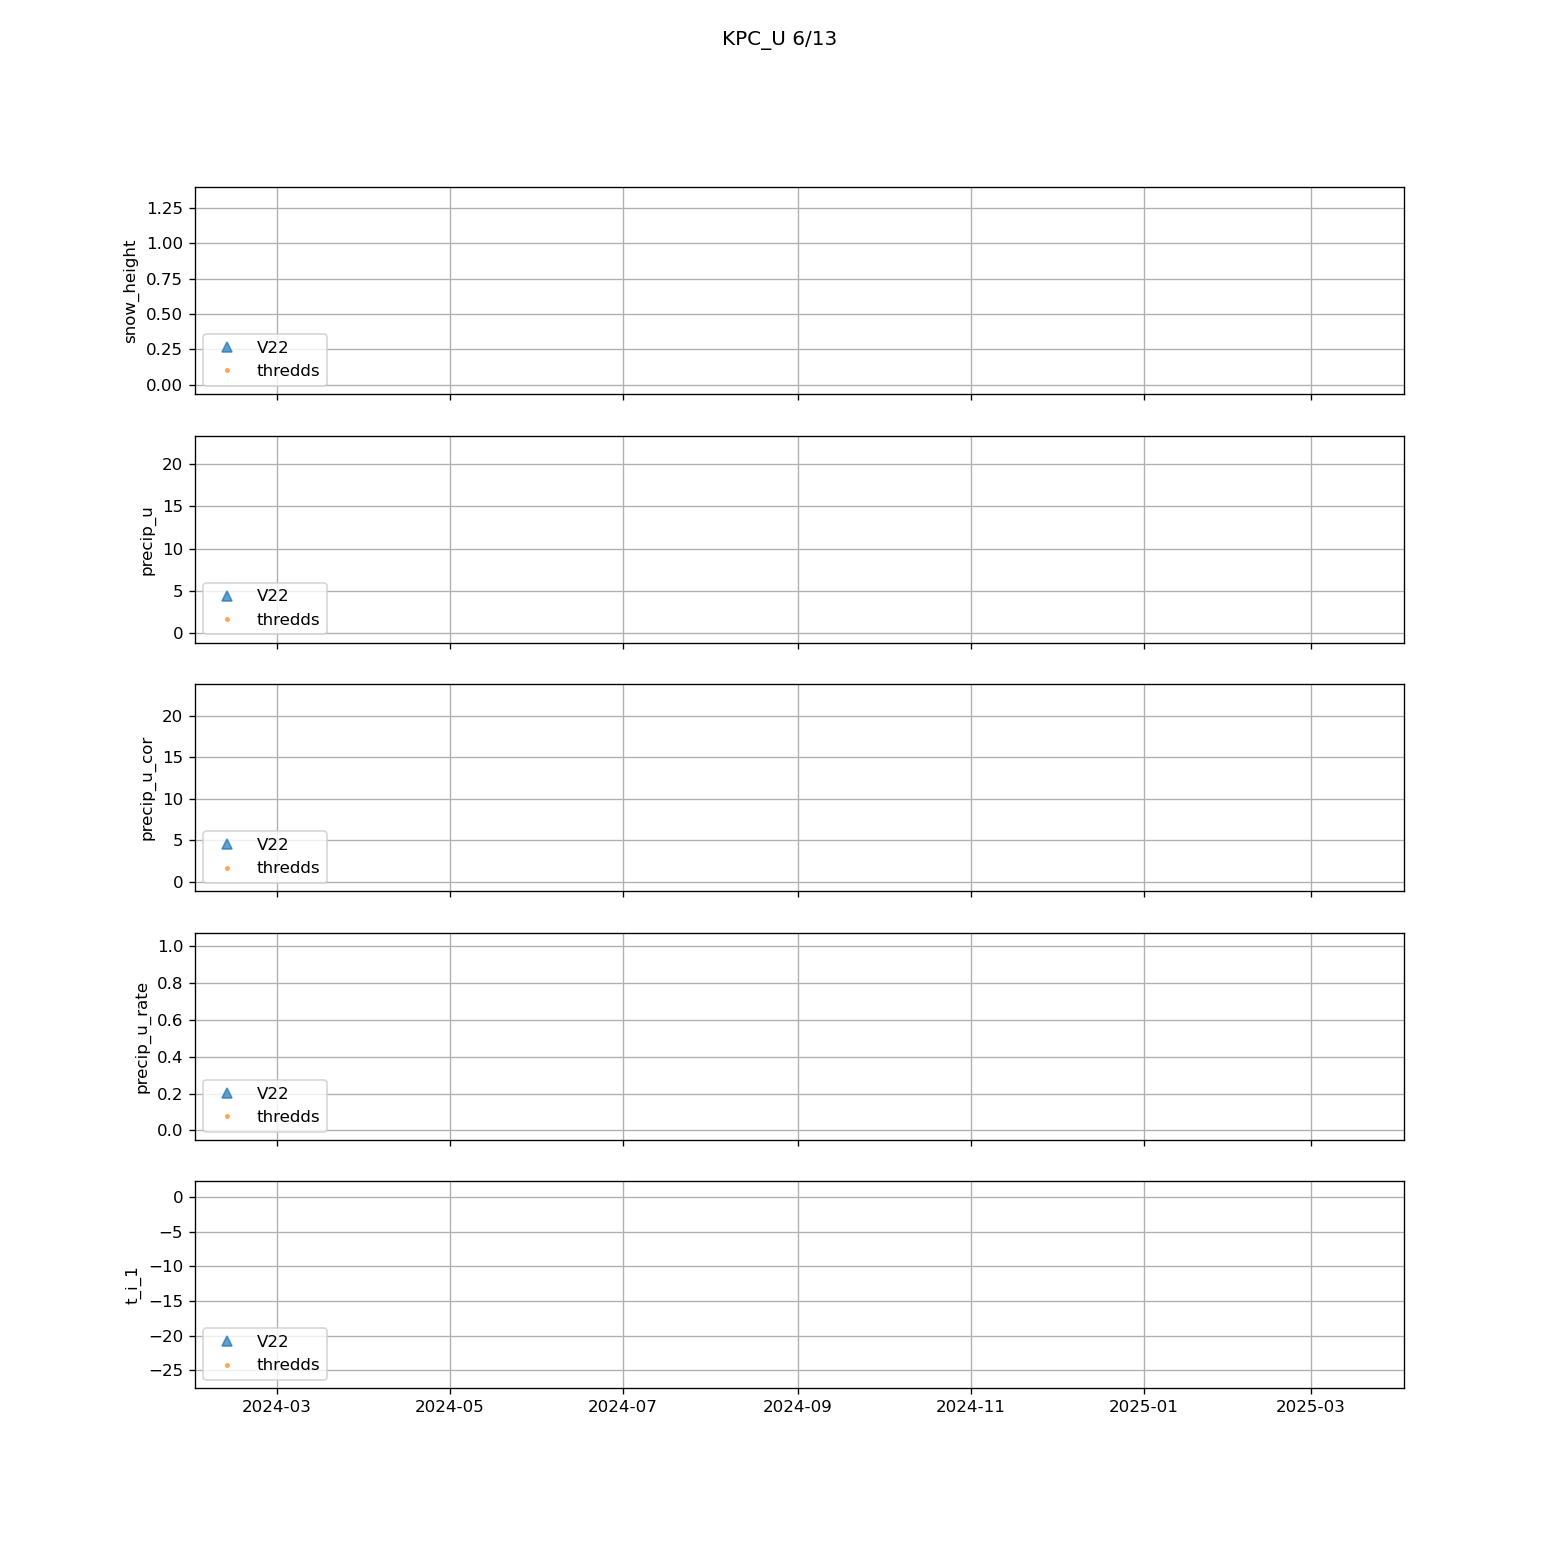 KPC_U 6/13
snow_height
1.25
1.00
0.75
0.50
0.25
0.00
V22
thredds
precip_u
20
15
10
5
0
V22
thredds
precip_u_cor
20
15
10
5
0
V22
thredds
precip_u_rate
1.0
0.8
0.6
0.4
0.2
0.0
V22
thredds
t_i_1
0
−5
−10
−15
−20
−25
V22
thredds
2024-03 2024-05 2024-07 2024-09 2024-11 2025-01 2025-03